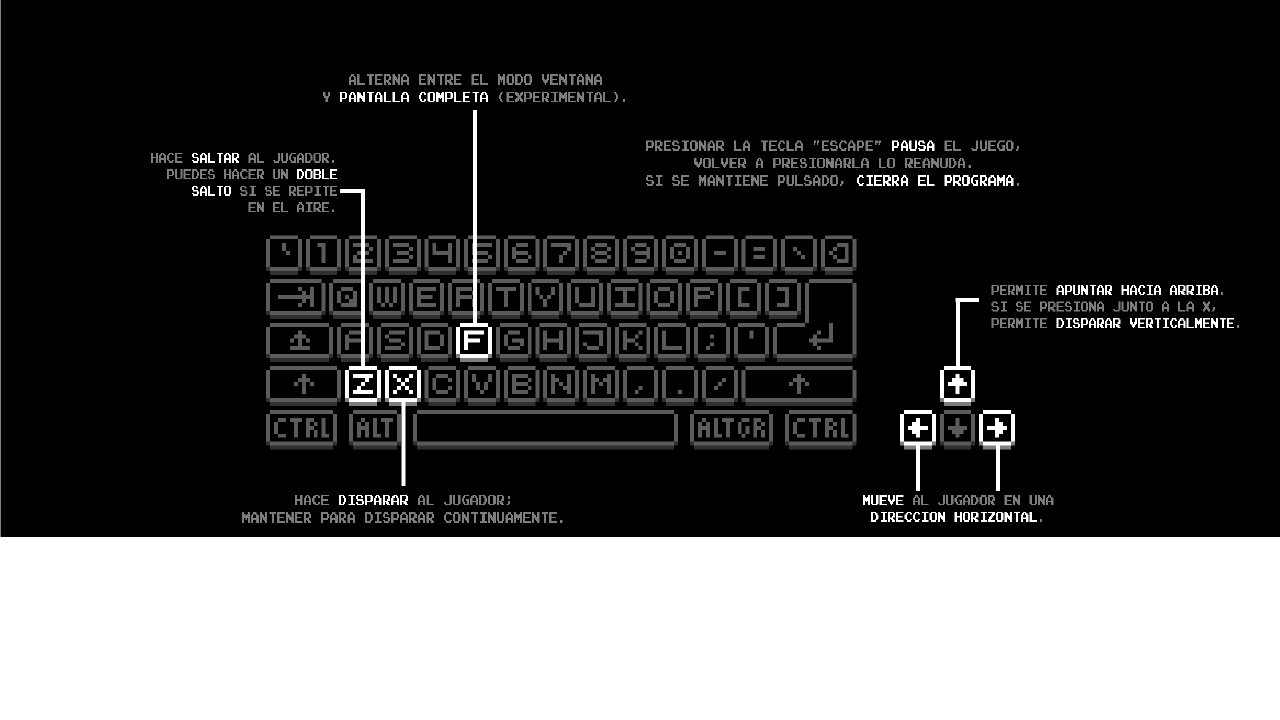 ALTERNA ENTRE EL MODO VENTANA
Y PANTALLA COMPLETA (EXPERIMENTAL).
PRESIONAR LA TECLA "ESCAPE" PAUSA EL JUEGO,
VOLVER A PRESIONARLA LO REANUDA.
SI SE MANTIENE PULSADO, CIERRA EL PROGRAMA.
HACE SALTAR AL JUGADOR.
PUEDES HACER UN DOBLE
SALTO SI SE REPITE
EN EL AIRE.
' 1 2 3 4 5 6 7 8 9 0 - = \
Q W E R T Y U I O P [ ]
A S D F G H J K L ; '
Z X C V B N M , . /
CTRL ALT ALTGR CTRL
PERMITE APUNTAR HACIA ARRIBA.
SI SE PRESIONA JUNTO A LA X,
PERMITE DISPARAR VERTICALMENTE.
HACE DISPARAR AL JUGADOR;
MANTENER PARA DISPARAR CONTINUAMENTE.
MUEVE AL JUGADOR EN UNA
DIRECCION HORIZONTAL.